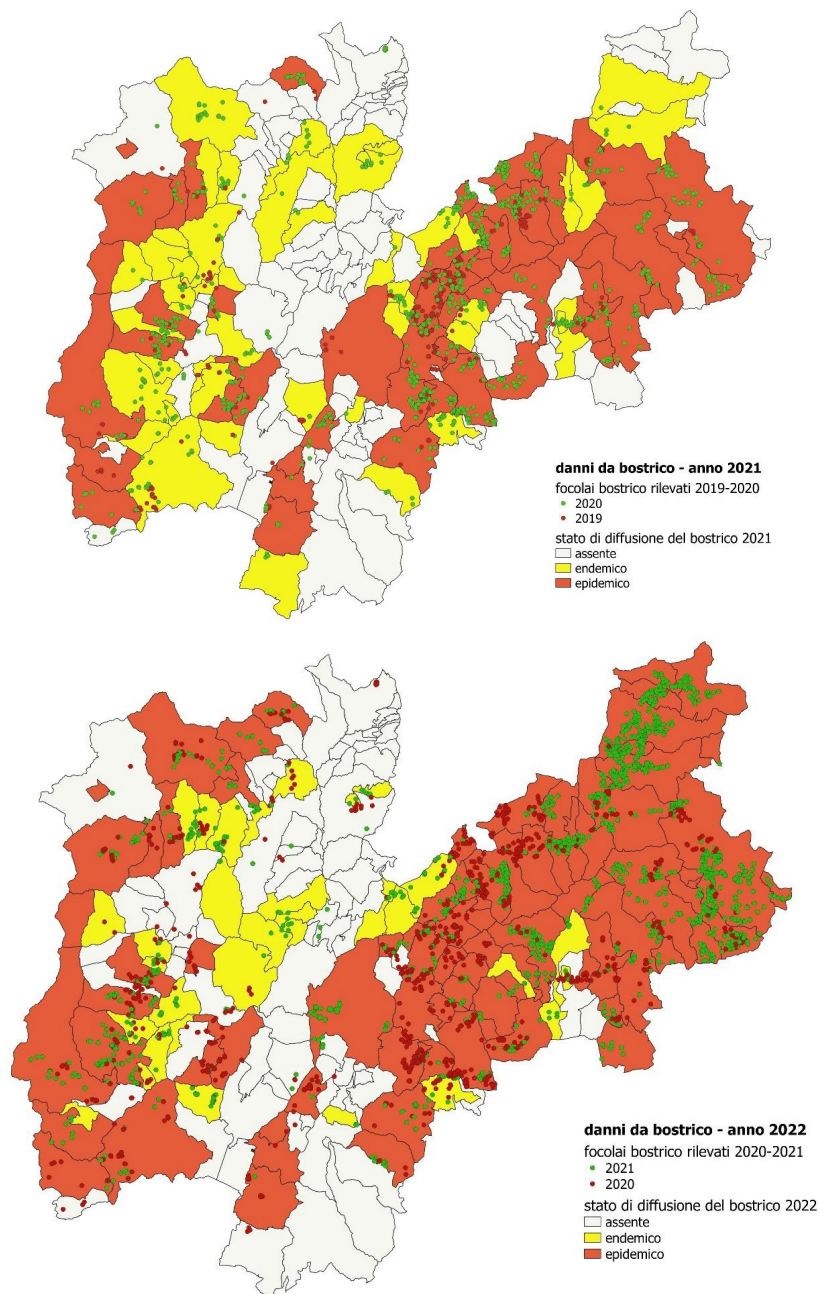 danni da bostrico - anno 2021
focolai bostrico rilevati 2019-2020
2020
2019
stato di diffusione del bostrico 2021
assente
endemico
epidemico
danni da bostrico - anno 2022
focolai bostrico rilevati 2020-2021
2021
2020
stato di diffusione del bostrico 2022
assente
endemico
epidemico